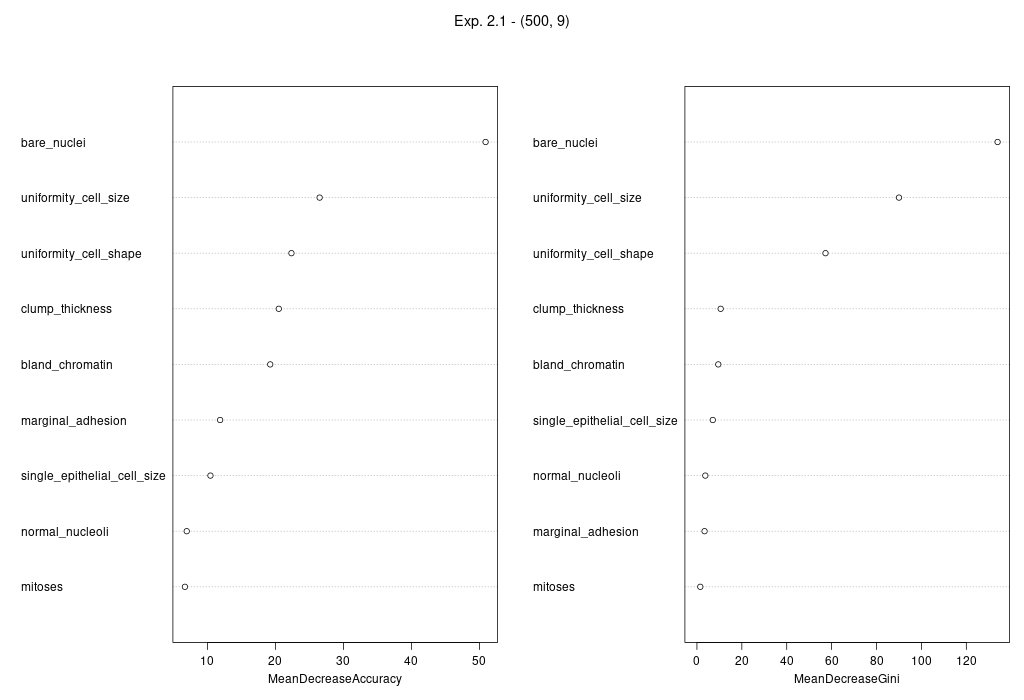 Exp. 2.1 - (500, 9)
bare_nuclei
uniformity_cell_size
uniformity_cell_shape
clump_thickness
bland_chromatin
marginal_adhesion
single_epithelial_cell_size
normal_nucleoli
mitoses
10 20 30 40 50
MeanDecreaseAccuracy
bare_nuclei
uniformity_cell_size
uniformity_cell_shape
clump_thickness
bland_chromatin
single_epithelial_cell_size
normal_nucleoli
marginal_adhesion
mitoses
0 20 40 60 80 100 120
MeanDecreaseGini